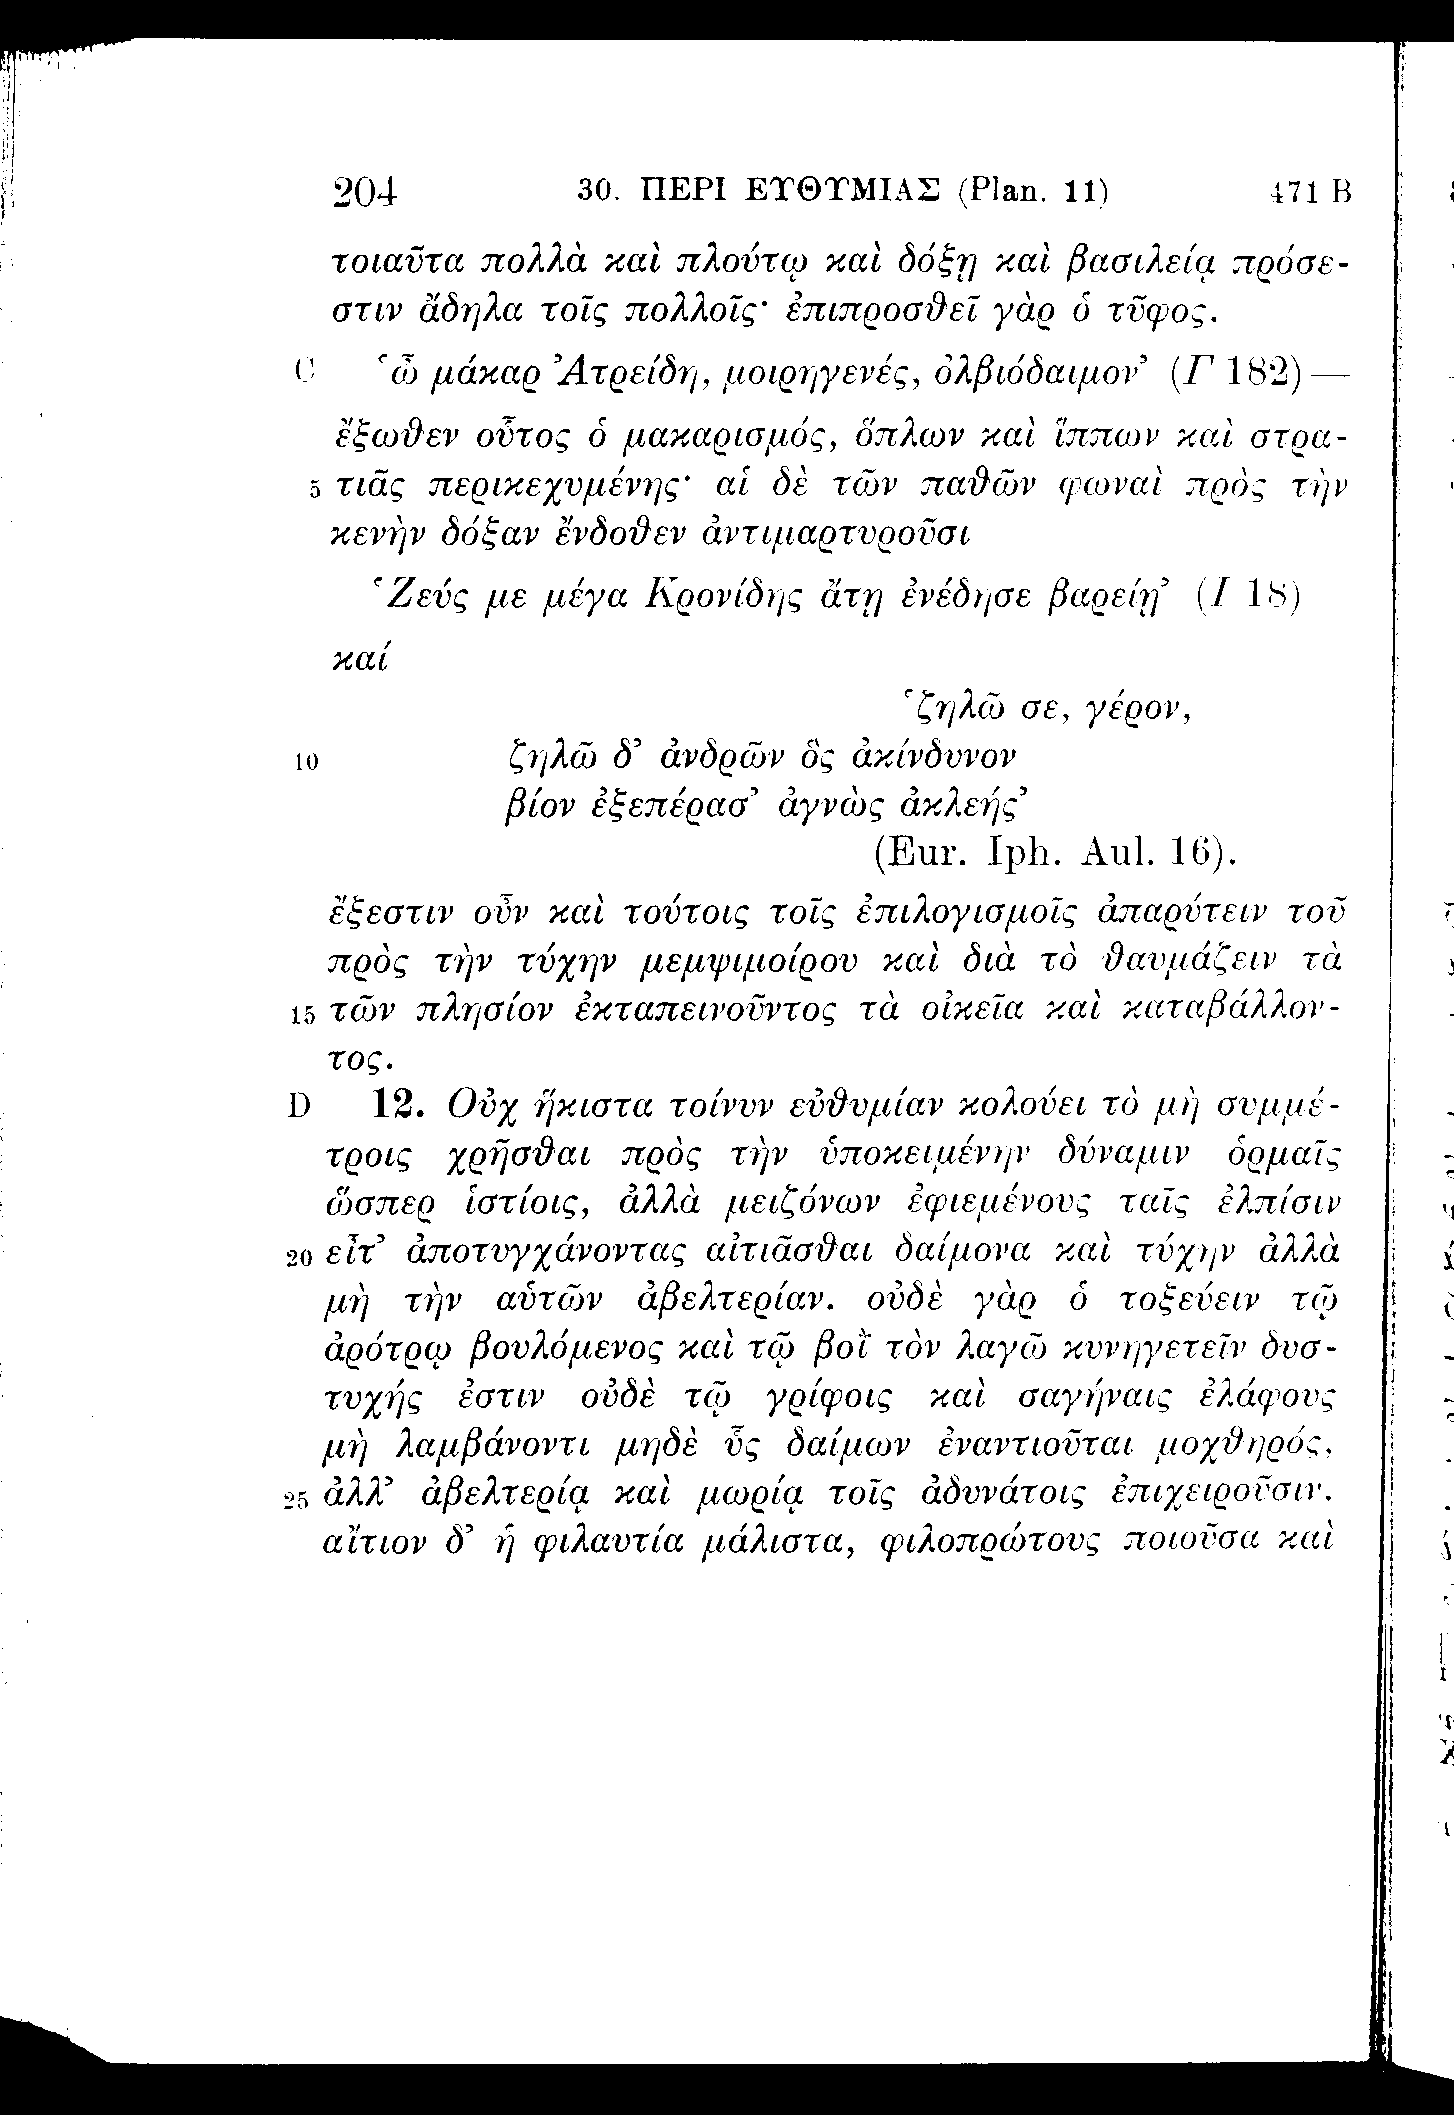 204 30. ΠΕΡΙ ΕΥΘΥΜΙΑΣ (Plan. 11) 471 B
τοιαῦτα πολλὰ καὶ πλούτῳ καὶ δόξῃ καὶ βασιλείᾳ πρόσε-
στιν ἄδηλα τοῖς πολλοῖς· ἐπιπροσθεῖ γὰρ ὁ τῦφος.
C ‘ὦ μάκαρ Ἀτρείδη, μοιρηγενές, ὀλβιόδαιμον’ (Γ 182) —
ἔξωθεν οὗτος ὁ μακαρισμός, ὅπλων καὶ ἵππων καὶ στρα-
5 τιᾶς περικεχυμένης· αἱ δὲ τῶν παθῶν φωναὶ πρὸς τὴν
κενὴν δόξαν ἔνδοθεν ἀντιμαρτυροῦσι
‘Ζεύς με μέγα Κρονίδης ἄτῃ ἐνέδησε βαρείῃ’ (I 18)
καί
‘ζηλῶ σε, γέρον,
10 ζηλῶ δ’ ἀνδρῶν ὃς ἀκίνδυνον
βίον ἐξεπέρασ’ ἀγνὼς ἀκλεής’
(Eur. Iph. Aul. 16).
ἔξεστιν οὖν καὶ τούτοις τοῖς ἐπιλογισμοῖς ἀπαρύτειν τοῦ
πρὸς τὴν τύχην μεμψιμοίρου καὶ διὰ τὸ θαυμάζειν τὰ
15 τῶν πλησίον ἐκταπεινοῦντος τὰ οἰκεῖα καὶ καταβάλλον-
τος.
D 12. Οὐχ ἥκιστα τοίνυν εὐθυμίαν κολούει τὸ μὴ συμμέ-
τροις χρῆσθαι πρὸς τὴν ὑποκειμένην δύναμιν ὁρμαῖς
ὥσπερ ἱστίοις, ἀλλὰ μειζόνων ἐφιεμένους ταῖς ἐλπίσιν
20 εἶτ’ ἀποτυγχάνοντας αἰτιᾶσθαι δαίμονα καὶ τύχην ἀλλὰ
μὴ τὴν αὑτῶν ἀβελτερίαν. οὐδὲ γὰρ ὁ τοξεύειν τῷ
ἀρότρῳ βουλόμενος καὶ τῷ βοῒ τὸν λαγῶ κυνηγετεῖν δυσ-
τυχής ἐστιν οὐδὲ τῷ γρίφοις καὶ σαγήναις ἐλάφους
μὴ λαμβάνοντι μηδὲ ὗς δαίμων ἐναντιοῦται μοχθηρός,
25 ἀλλ’ ἀβελτερίᾳ καὶ μωρίᾳ τοῖς ἀδυνάτοις ἐπιχειροῦσιν.
αἴτιον δ’ ἡ φιλαυτία μάλιστα, φιλοπρώτους ποιοῦσα καὶ